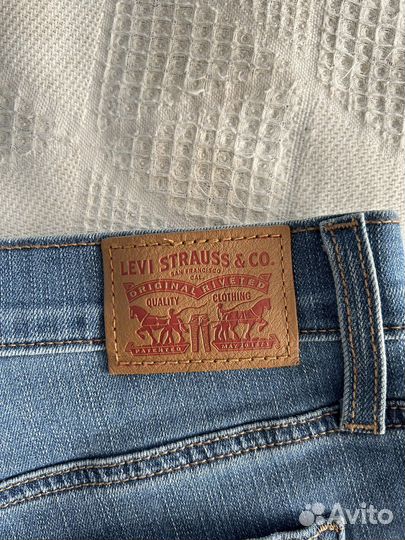 LEVI STRAUSS & CO.
SAN FRANCISCO
CAL.
ORIGINAL RIVETED
QUALITY CLOTHING
PATENTED MAY 20 1873
Avito